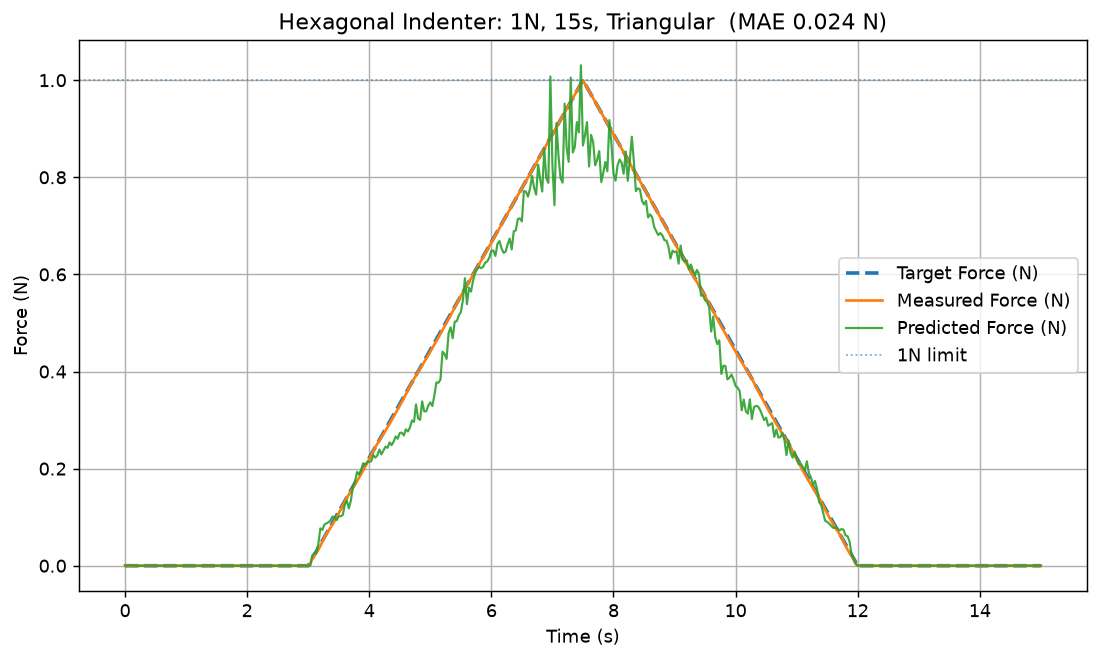 Hexagonal Indenter: 1N, 15s, Triangular  (MAE 0.024 N)
Force (N)
1.0
0.8
0.6
0.4
0.2
0.0
Target Force (N)
Measured Force (N)
Predicted Force (N)
1N limit
0 2 4 6 8 10 12 14
Time (s)